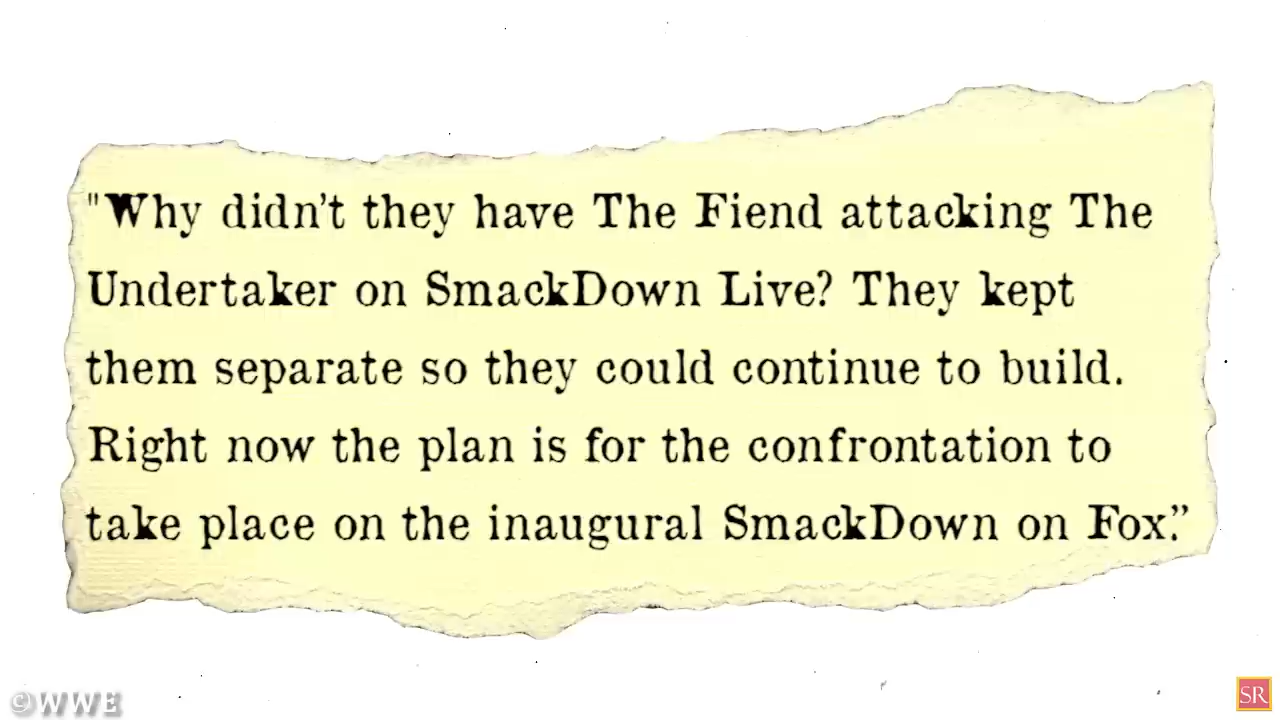 "Why didn't they have The Fiend attacking The
Undertaker on SmackDown Live? They kept
them separate so they could continue to build.
Right now the plan is for the confrontation to
take place on the inaugural SmackDown on Fox."
©WWE
SR